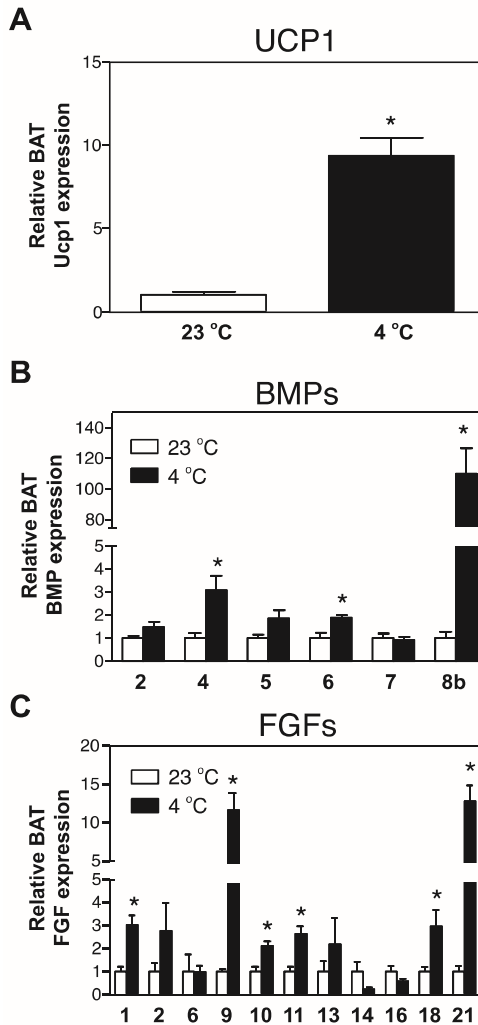 A
UCP1
Relative BAT
Ucp1 expression
15
10
5
0
23 °C
4 °C
B
BMPs
Relative BAT
BMP expression
140
120
100
80
5
4
3
2
1
0
23 °C
4 °C
*
*
*
2 4 5 6 7 8b
C
FGFs
Relative BAT
FGF expression
20
15
10
5
5
4
3
2
1
0
23 °C
4 °C
*
*
*
*
*
*
1 2 6 9 10 11 13 14 16 18 21